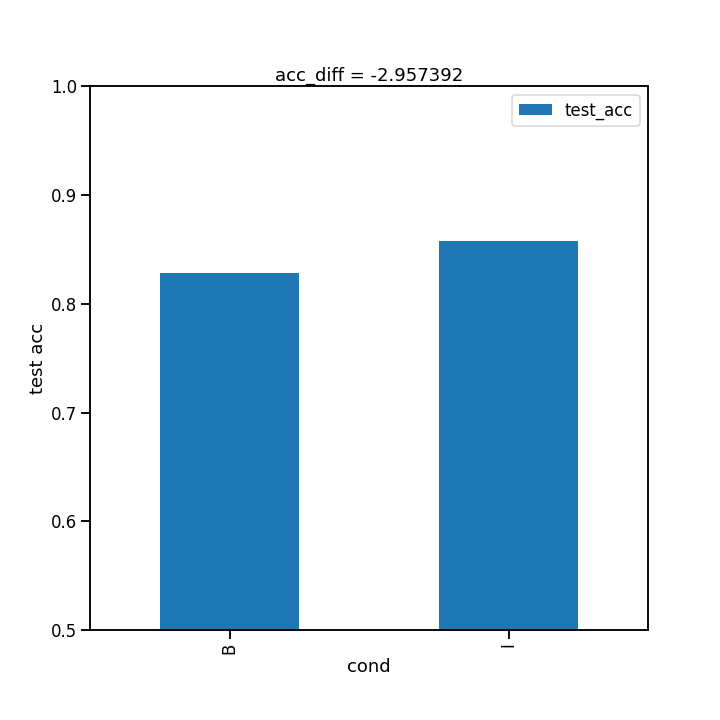 acc_diff = -2.957392
test_acc
1.0
0.9
0.8
0.7
0.6
0.5
test acc
B
I
cond